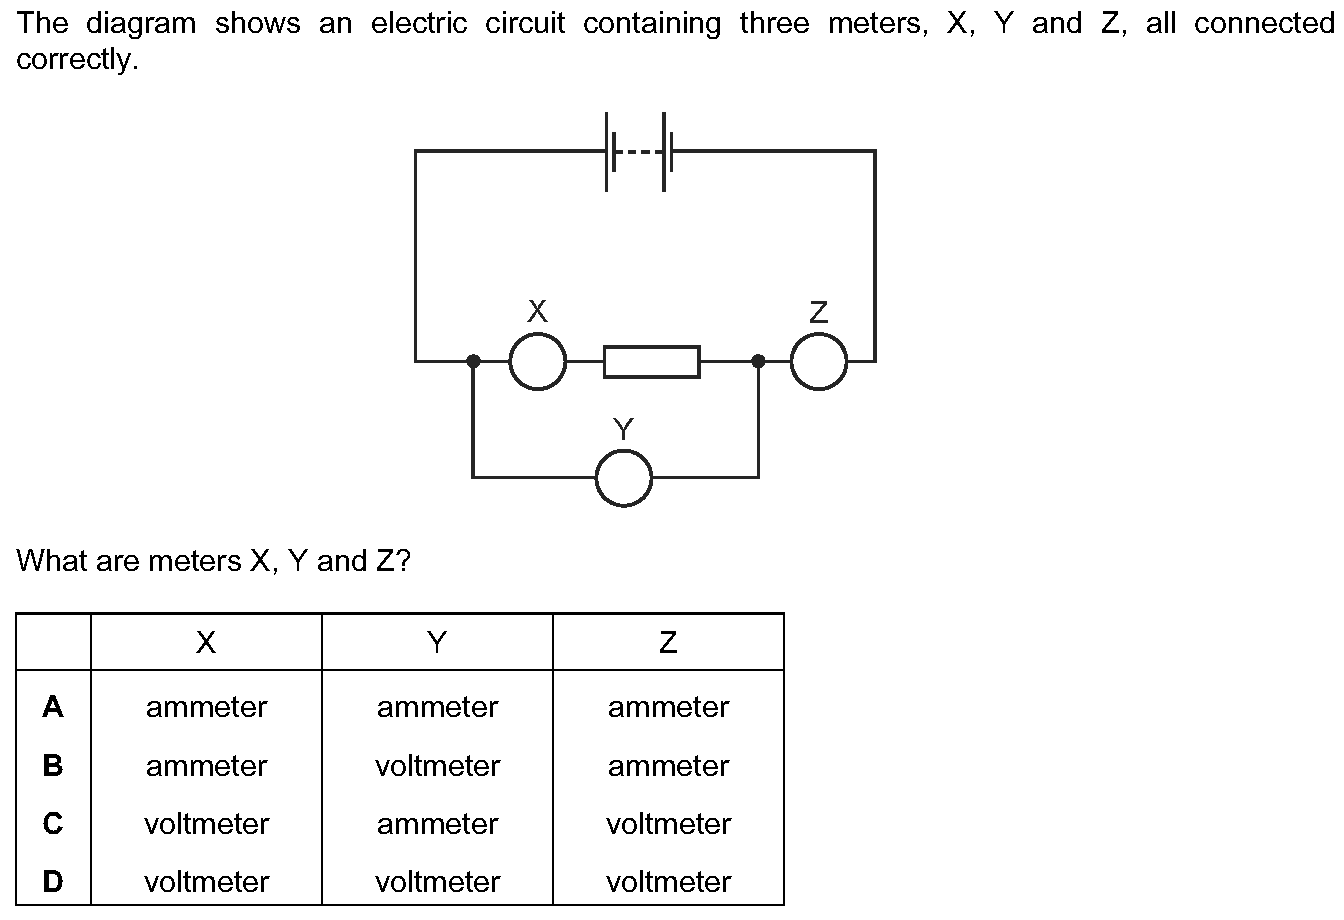 The diagram shows an electric circuit containing three meters, X, Y and Z, all connected
correctly.
X
Z
Y
What are meters X, Y and Z?
X Y Z
A ammeter ammeter ammeter
B ammeter voltmeter ammeter
C voltmeter ammeter voltmeter
D voltmeter voltmeter voltmeter